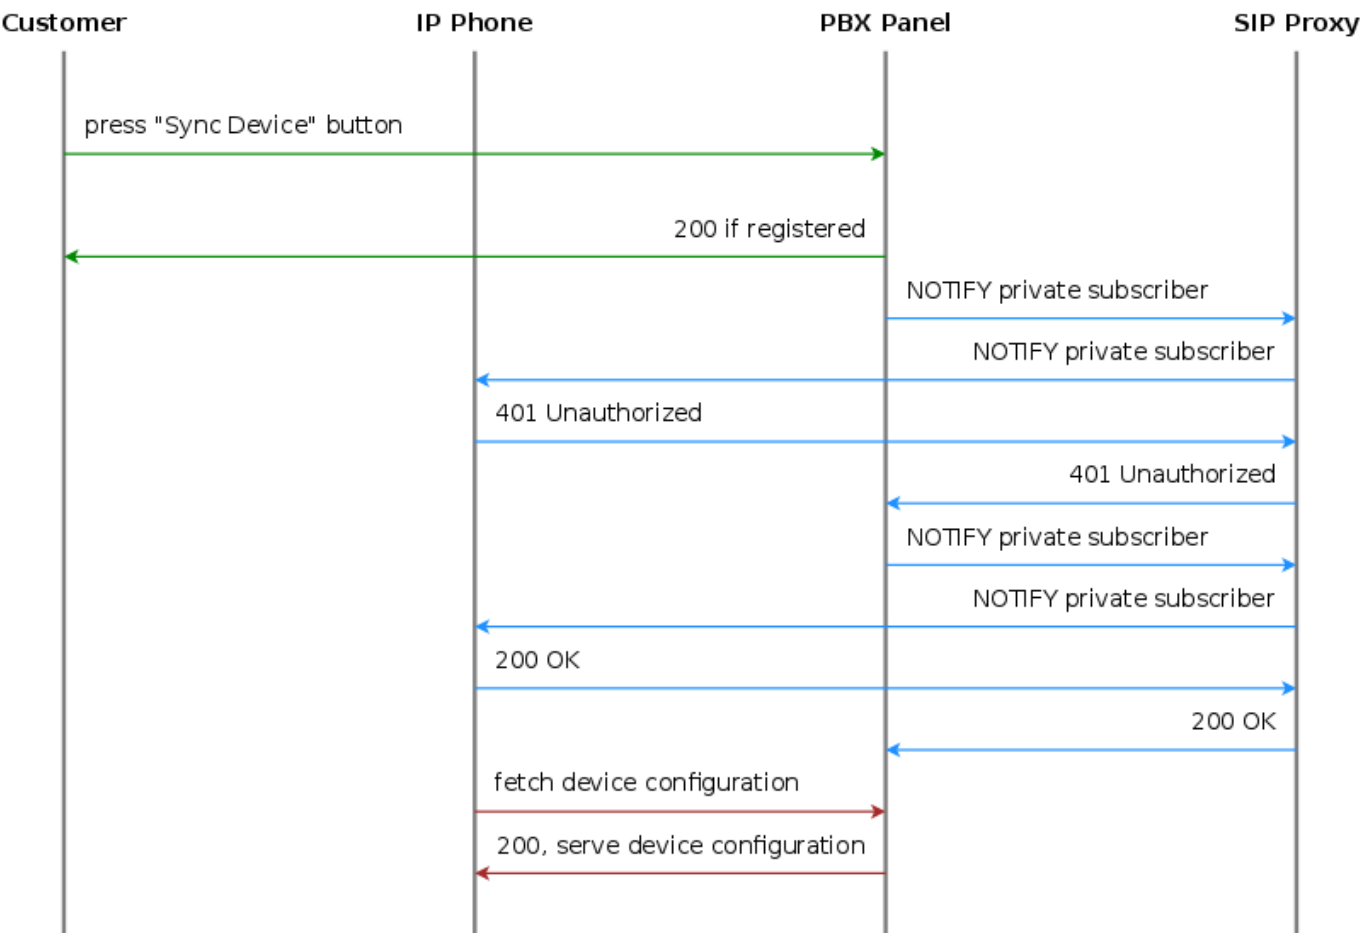 Customer IP Phone PBX Panel SIP Proxy
press "Sync Device" button
200 if registered
NOTIFY private subscriber
NOTIFY private subscriber
401 Unauthorized
401 Unauthorized
NOTIFY private subscriber
NOTIFY private subscriber
200 OK
200 OK
fetch device configuration
200, serve device configuration